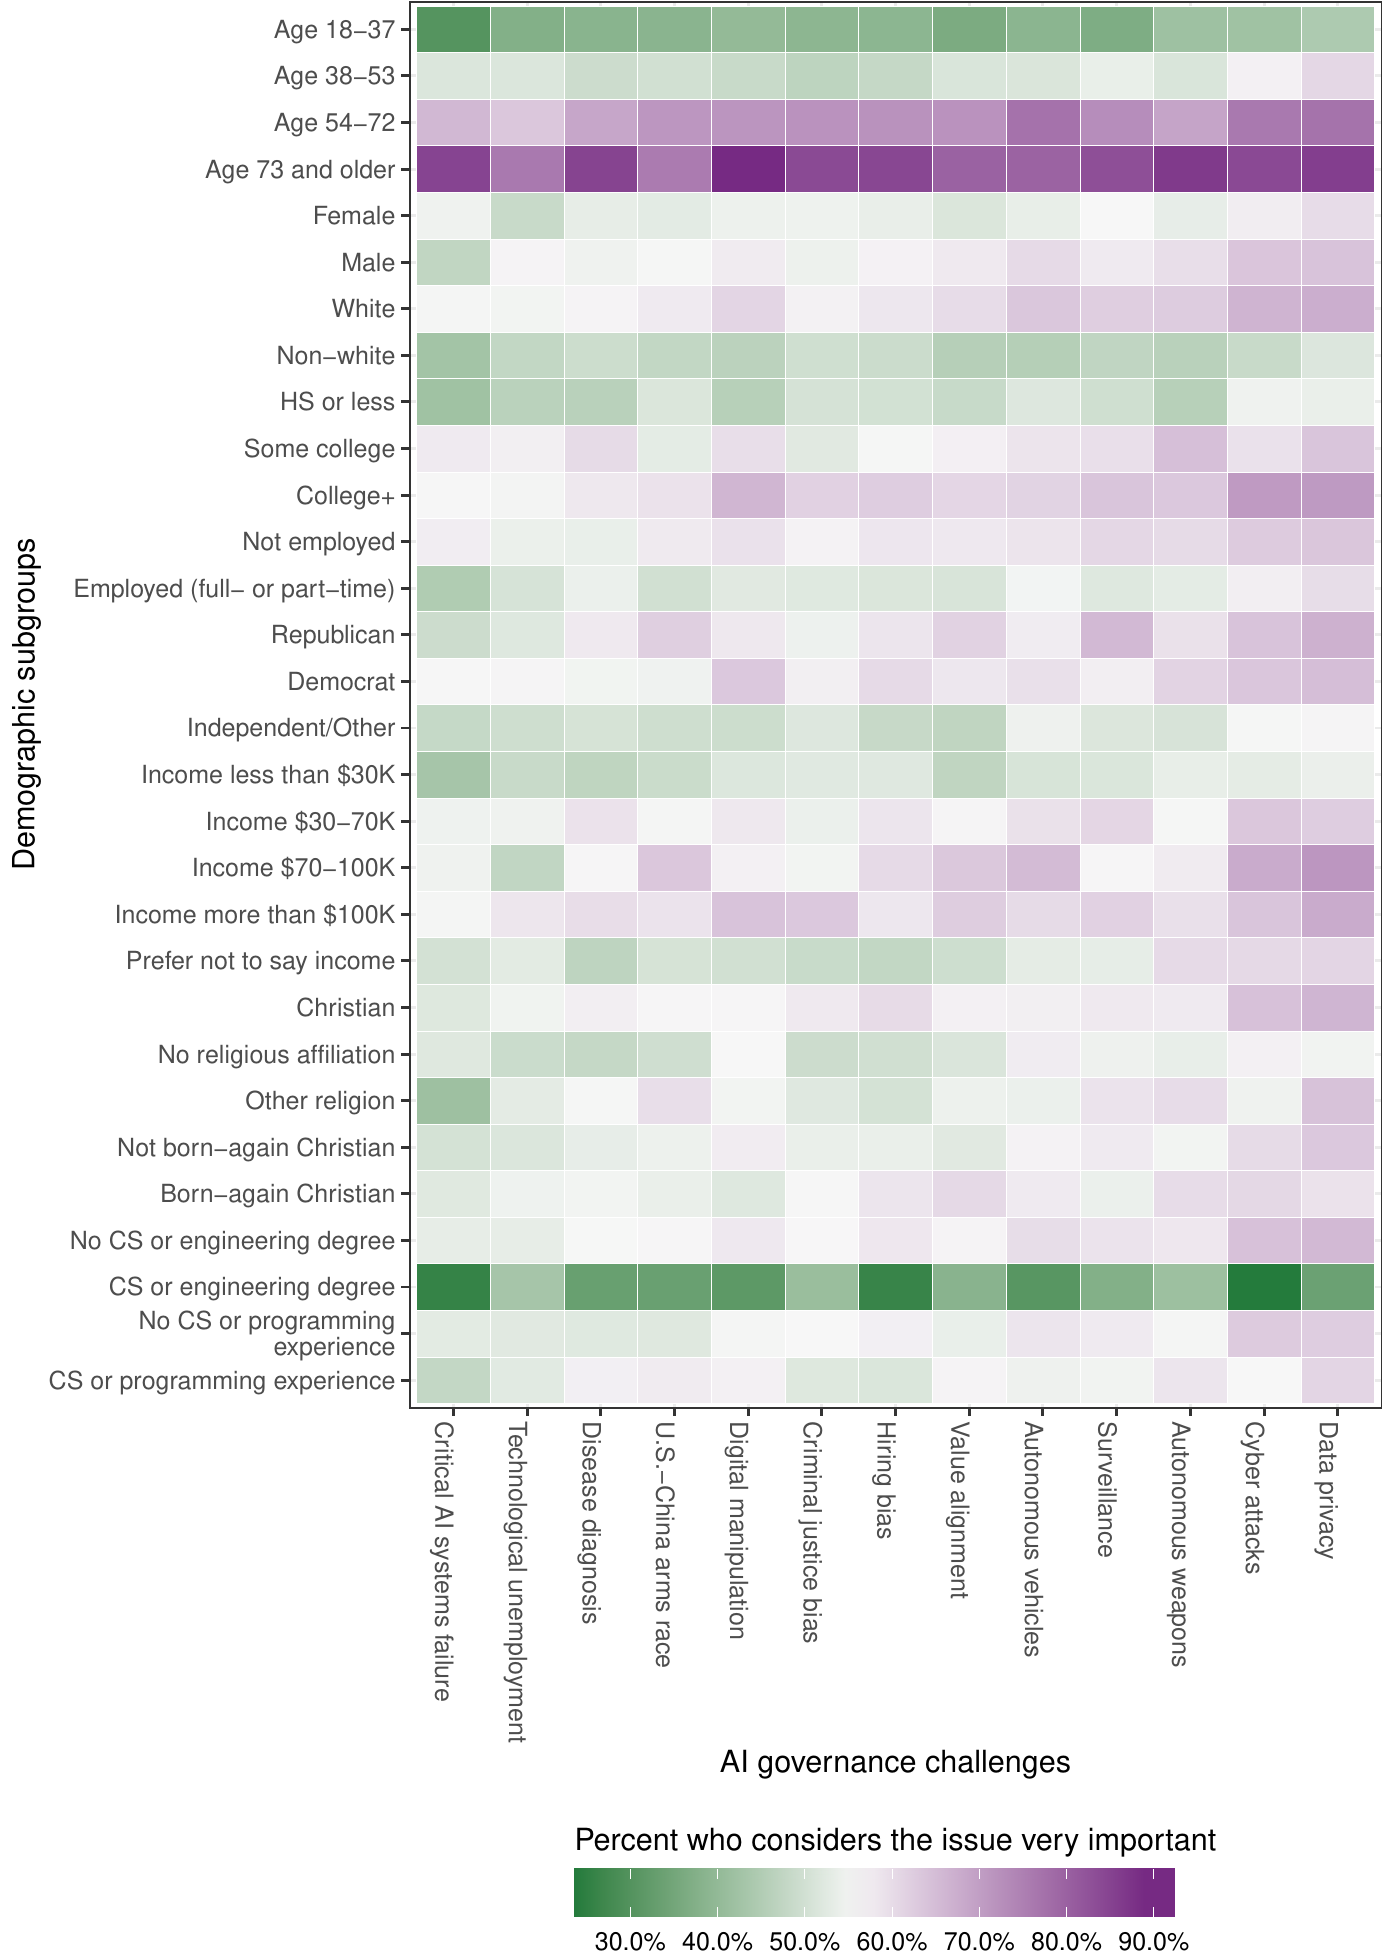 Age 18−37
Age 38−53
Age 54−72
Age 73 and older
Female
Male
White
Non−white
HS or less
Some college
College+
Not employed
Employed (full− or part−time)
Republican
Democrat
Independent/Other
Income less than $30K
Income $30−70K
Income $70−100K
Income more than $100K
Prefer not to say income
Christian
No religious affiliation
Other religion
Not born−again Christian
Born−again Christian
No CS or engineering degree
CS or engineering degree
No CS or programming
experience
CS or programming experience
Demographic subgroups
Critical AI systems failure
Technological unemployment
Disease diagnosis
U.S.−China arms race
Digital manipulation
Criminal justice bias
Hiring bias
Value alignment
Autonomous vehicles
Surveillance
Autonomous weapons
Cyber attacks
Data privacy
AI governance challenges
Percent who considers the issue very important
30.0% 40.0% 50.0% 60.0% 70.0% 80.0% 90.0%